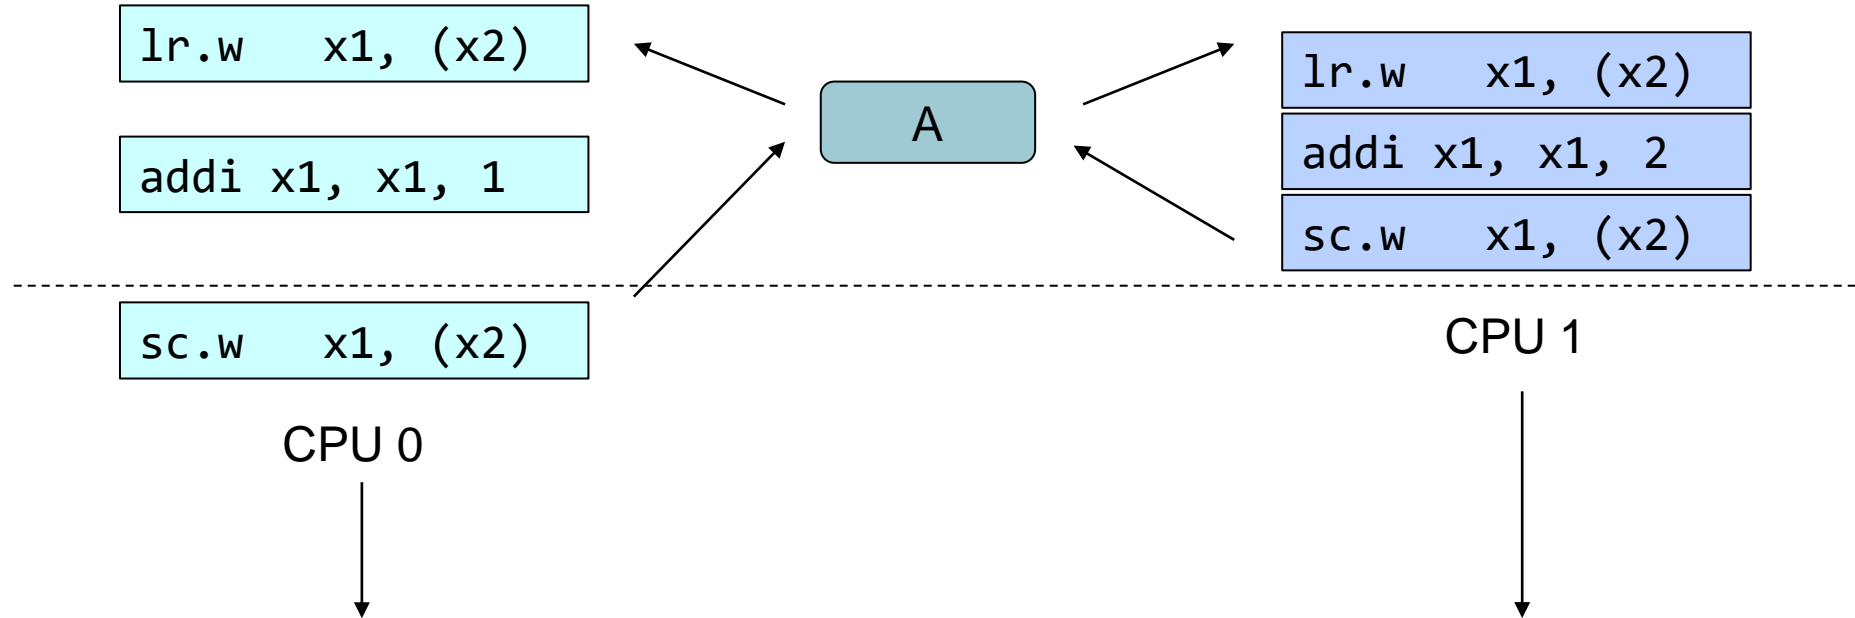 lr.w x1, (x2)
addi x1, x1, 1
sc.w x1, (x2)
CPU 0
A
lr.w x1, (x2)
addi x1, x1, 2
sc.w x1, (x2)
CPU 1